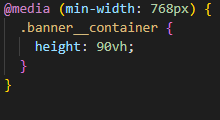 @media (min-width: 768px) {
  .banner__container {
    height: 90vh;
  }
}